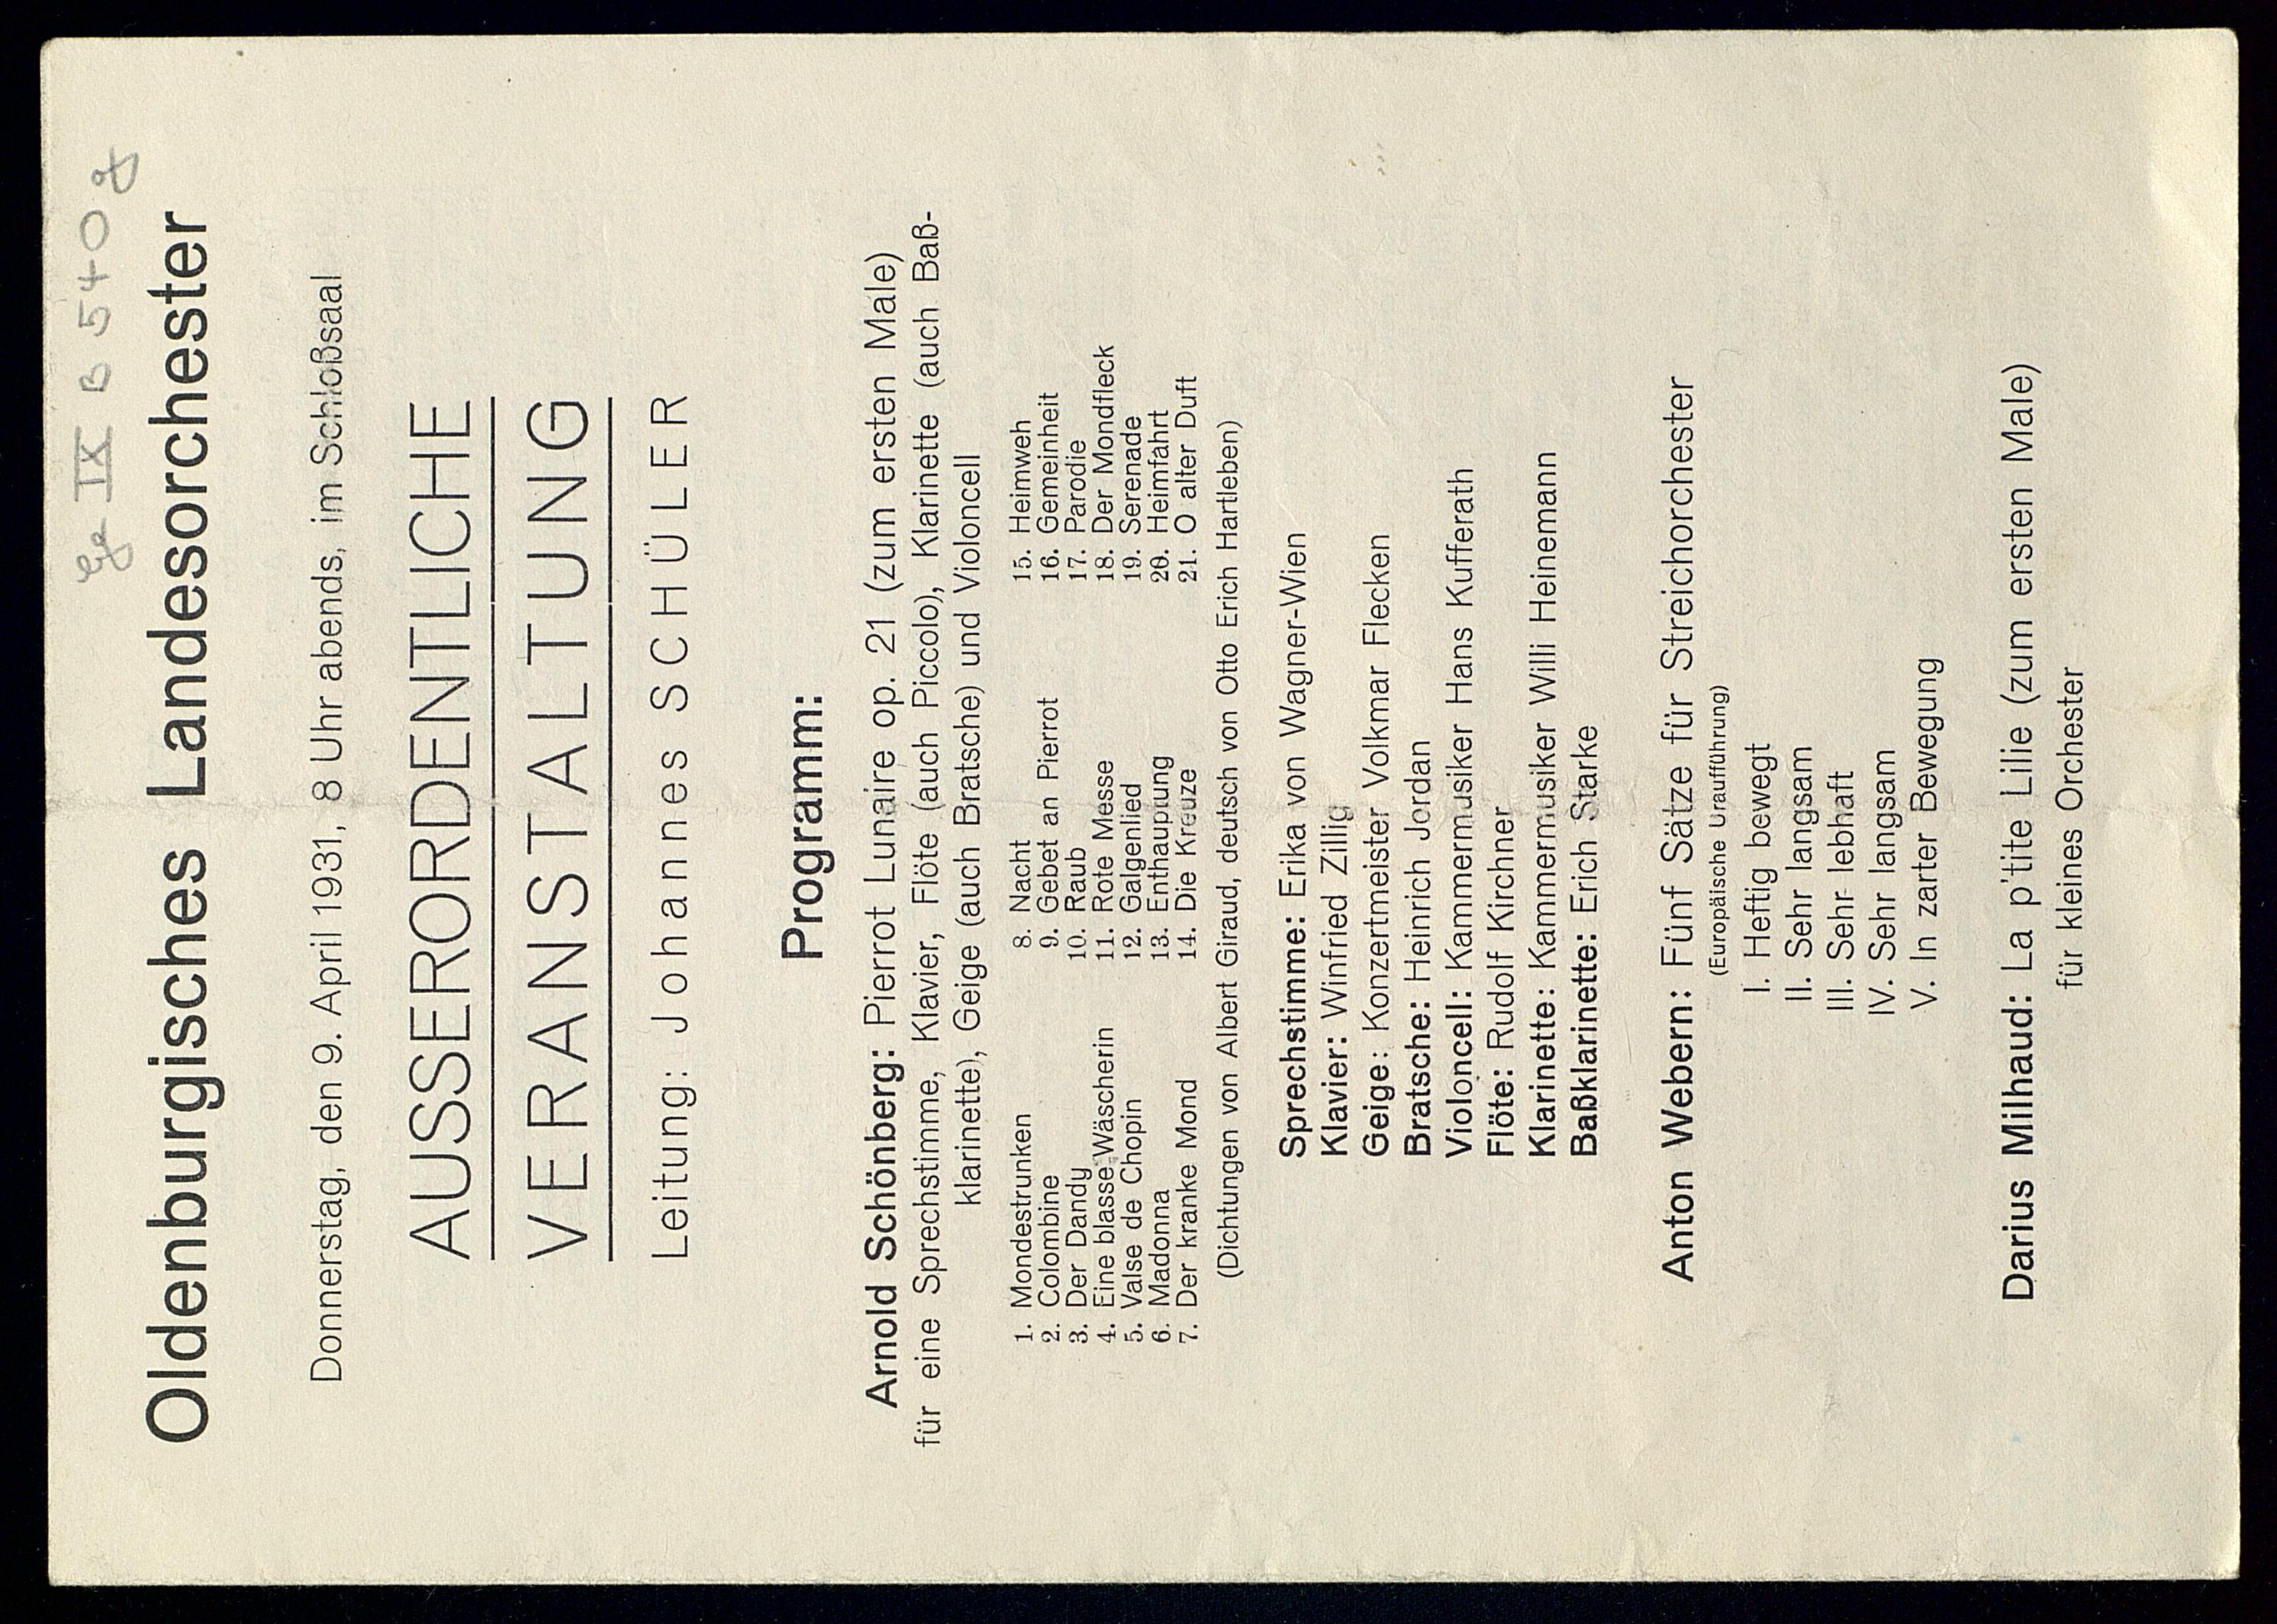 Ge IX B 540 g
Oldenburgisches Landesorchester
Donnerstag, den 9. April 1931, 8 Uhr abends, im Schloßsaal
AUSSERORDENTLICHE
VERANSTALTUNG
Leitung: Johannes SCHÜLER
Programm:
Arnold Schönberg: Pierrot Lunaire op. 21 (zum ersten Male)
für eine Sprechstimme, Klavier, Flöte (auch Piccolo), Klarinette (auch Baß-
klarinette), Geige (auch Bratsche) und Violoncell
1. Mondestrunken
2. Colombine
3. Der Dandy
4. Eine blasse Wäscherin
5. Valse de Chopin
6. Madonna
7. Der kranke Mond
8. Nacht
9. Gebet an Pierrot
10. Raub
11. Rote Messe
12. Galgenlied
13. Enthauptung
14. Die Kreuze
15. Heimweh
16. Gemeinheit
17. Parodie
18. Der Mondfleck
19. Serenade
20. Heimfahrt
21. O alter Duft
(Dichtungen von Albert Giraud, deutsch von Otto Erich Hartleben)
Sprechstimme: Erika von Wagner-Wien
Klavier: Winfried Zillig
Geige: Konzertmeister Volkmar Flecken
Bratsche: Heinrich Jordan
Violoncell: Kammermusiker Hans Kufferath
Flöte: Rudolf Kirchner
Klarinette: Kammermusiker Willi Heinemann
Baßklarinette: Erich Starke
Anton Webern: Fünf Sätze für Streichorchester
(Europäische Uraufführung)
I. Heftig bewegt
II. Sehr langsam
III. Sehr lebhaft
IV. Sehr langsam
V. In zarter Bewegung
Darius Milhaud: La p'tite Lilie (zum ersten Male)
für kleines Orchester